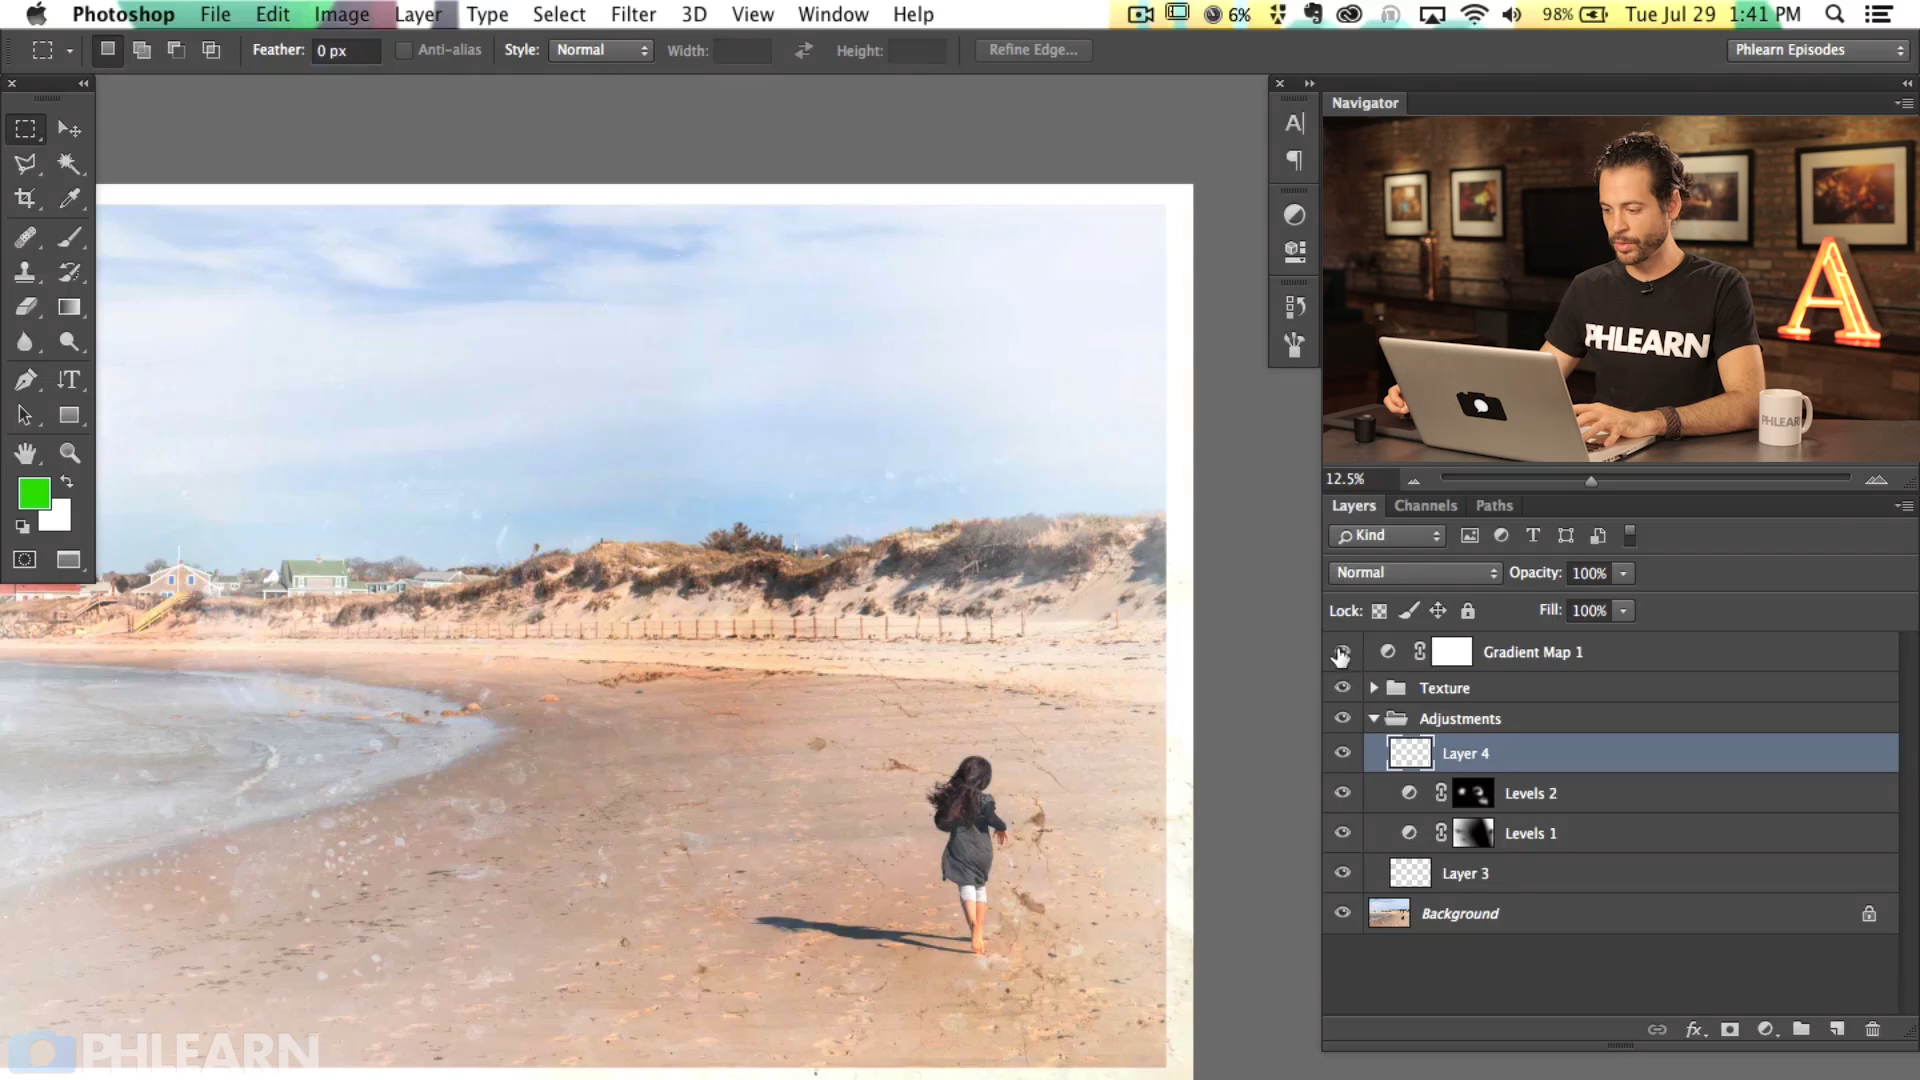 Photoshop File Edit Image Layer Type Select Filter 3D View Window Help 6% 98% Tue Jul 29 1:41 PM
Feather: 0 px Anti-alias Style: Normal Width: Height: Refine Edge... Phlearn Episodes
Navigator
PHLEARN
A
PHLEARN
12.5%
Layers Channels Paths
Kind
Normal Opacity: 100%
Lock: Fill: 100%
Gradient Map 1
Texture
Adjustments
Layer 4
Levels 2
Levels 1
Layer 3
Background
PHLEARN